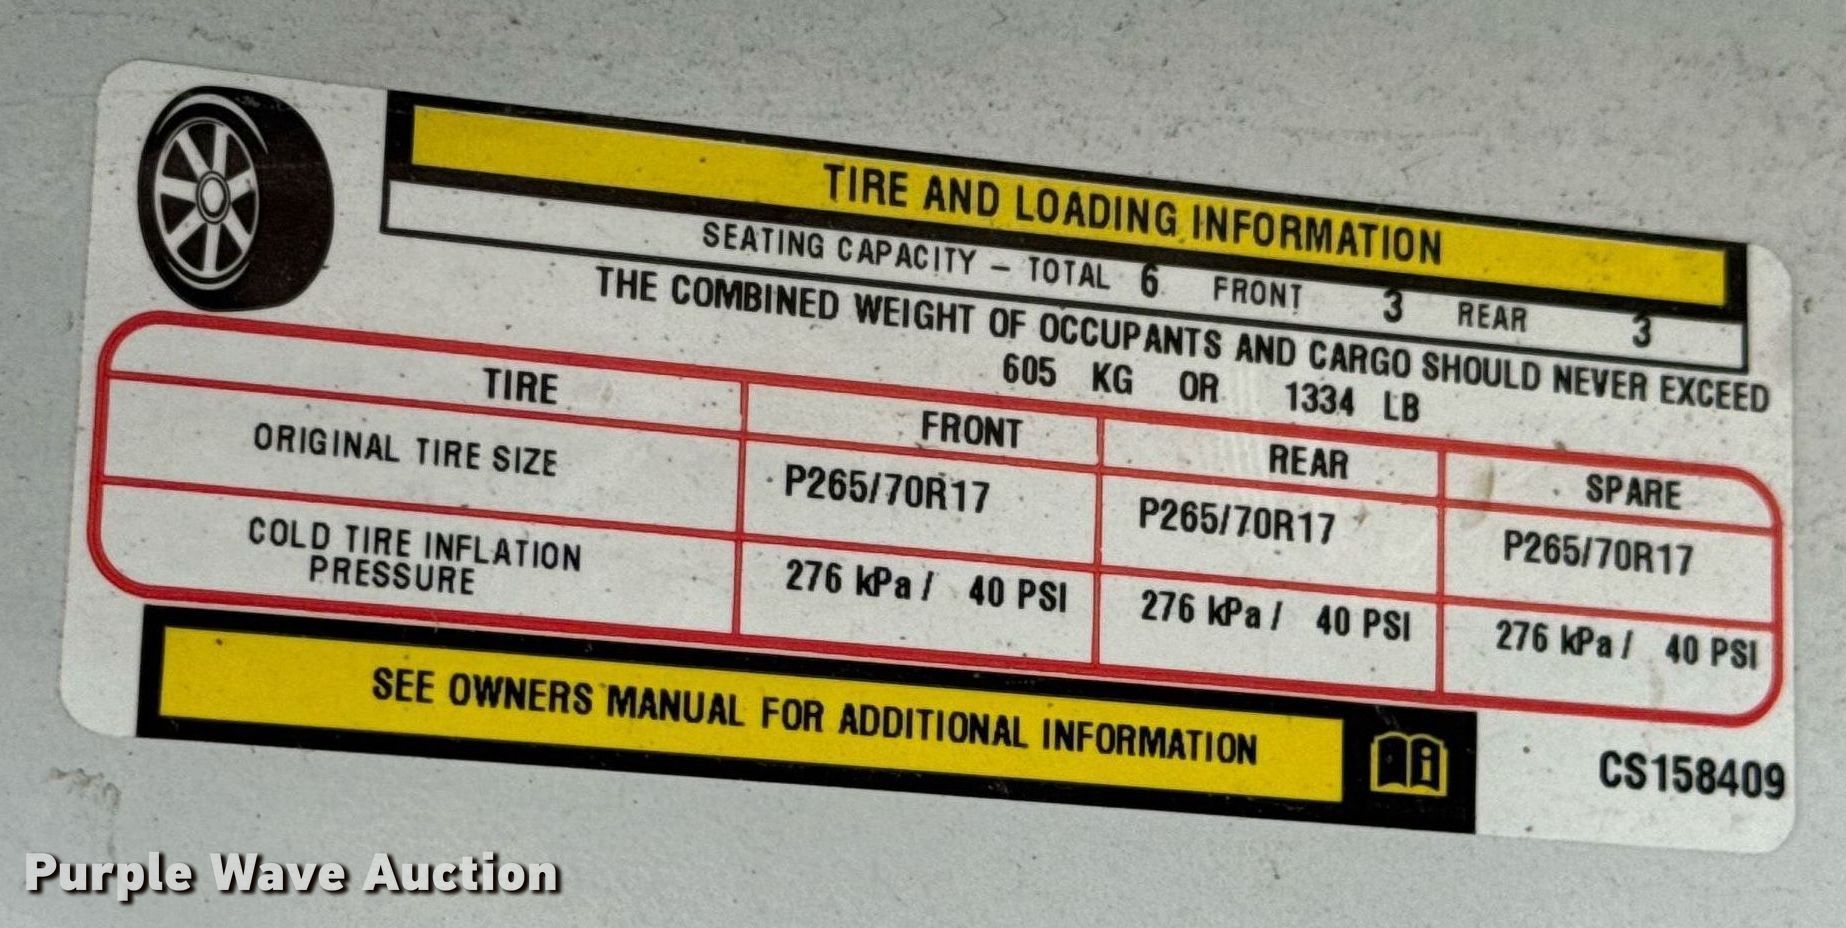 TIRE AND LOADING INFORMATION
SEATING CAPACITY – TOTAL 6 FRONT 3 REAR 3
THE COMBINED WEIGHT OF OCCUPANTS AND CARGO SHOULD NEVER EXCEED
605 KG OR 1334 LB
TIRE FRONT REAR SPARE
ORIGINAL TIRE SIZE P265/70R17 P265/70R17 P265/70R17
COLD TIRE INFLATION
PRESSURE 276 kPa / 40 PSI 276 kPa / 40 PSI 276 kPa / 40 PSI
SEE OWNERS MANUAL FOR ADDITIONAL INFORMATION
CS158409
Purple Wave Auction